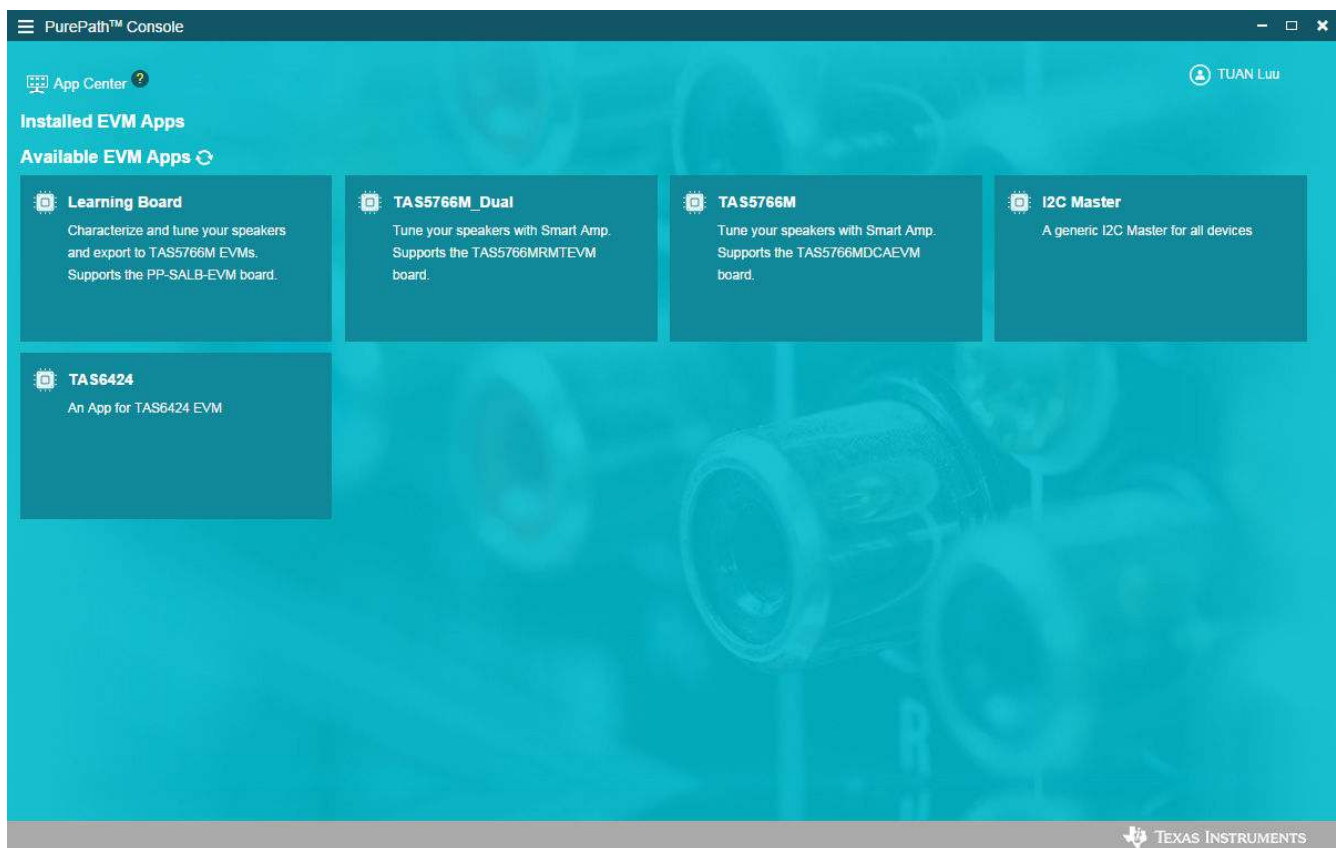 PurePath™ Console
App Center ?
TUAN Luu
Installed EVM Apps
Available EVM Apps
Learning Board
Characterize and tune your speakers
and export to TAS5766M EVMs.
Supports the PP-SALB-EVM board.
TAS5766M_Dual
Tune your speakers with Smart Amp.
Supports the TAS5766MRMTEVM
board.
TAS5766M
Tune your speakers with Smart Amp.
Supports the TAS5766MDCAEVM
board.
I2C Master
A generic I2C Master for all devices
TAS6424
An App for TAS6424 EVM
R
TEXAS INSTRUMENTS